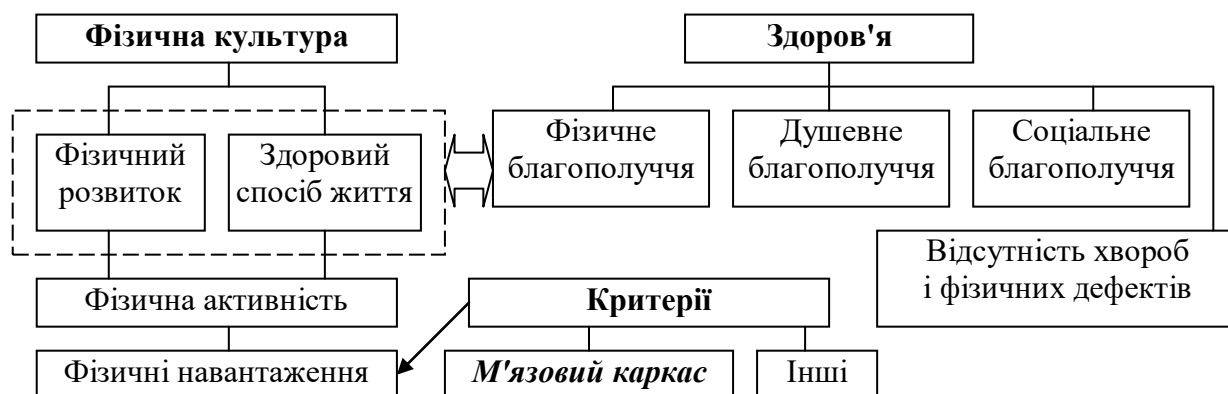 Фізична культура
Здоров'я
Фізичний
розвиток
Здоровий
спосіб життя
Фізичне
благополуччя
Душевне
благополуччя
Соціальне
благополуччя
Відсутність хвороб
і фізичних дефектів
Фізична активність
Критерії
Фізичні навантаження
М'язовий каркас
Інші